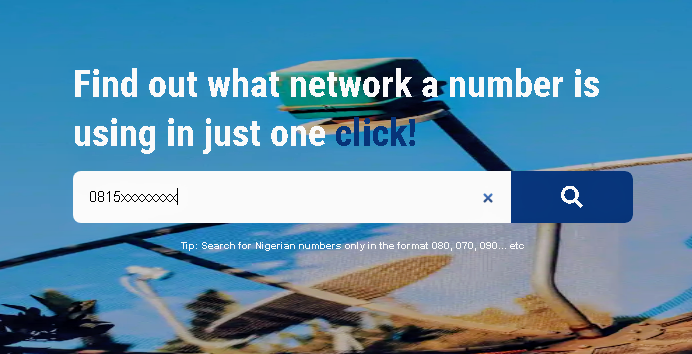 Find out what network a number is
using in just one click!
0815xxxxxxxx
Tip: Search for Nigerian numbers only in the format 080, 070, 090... etc